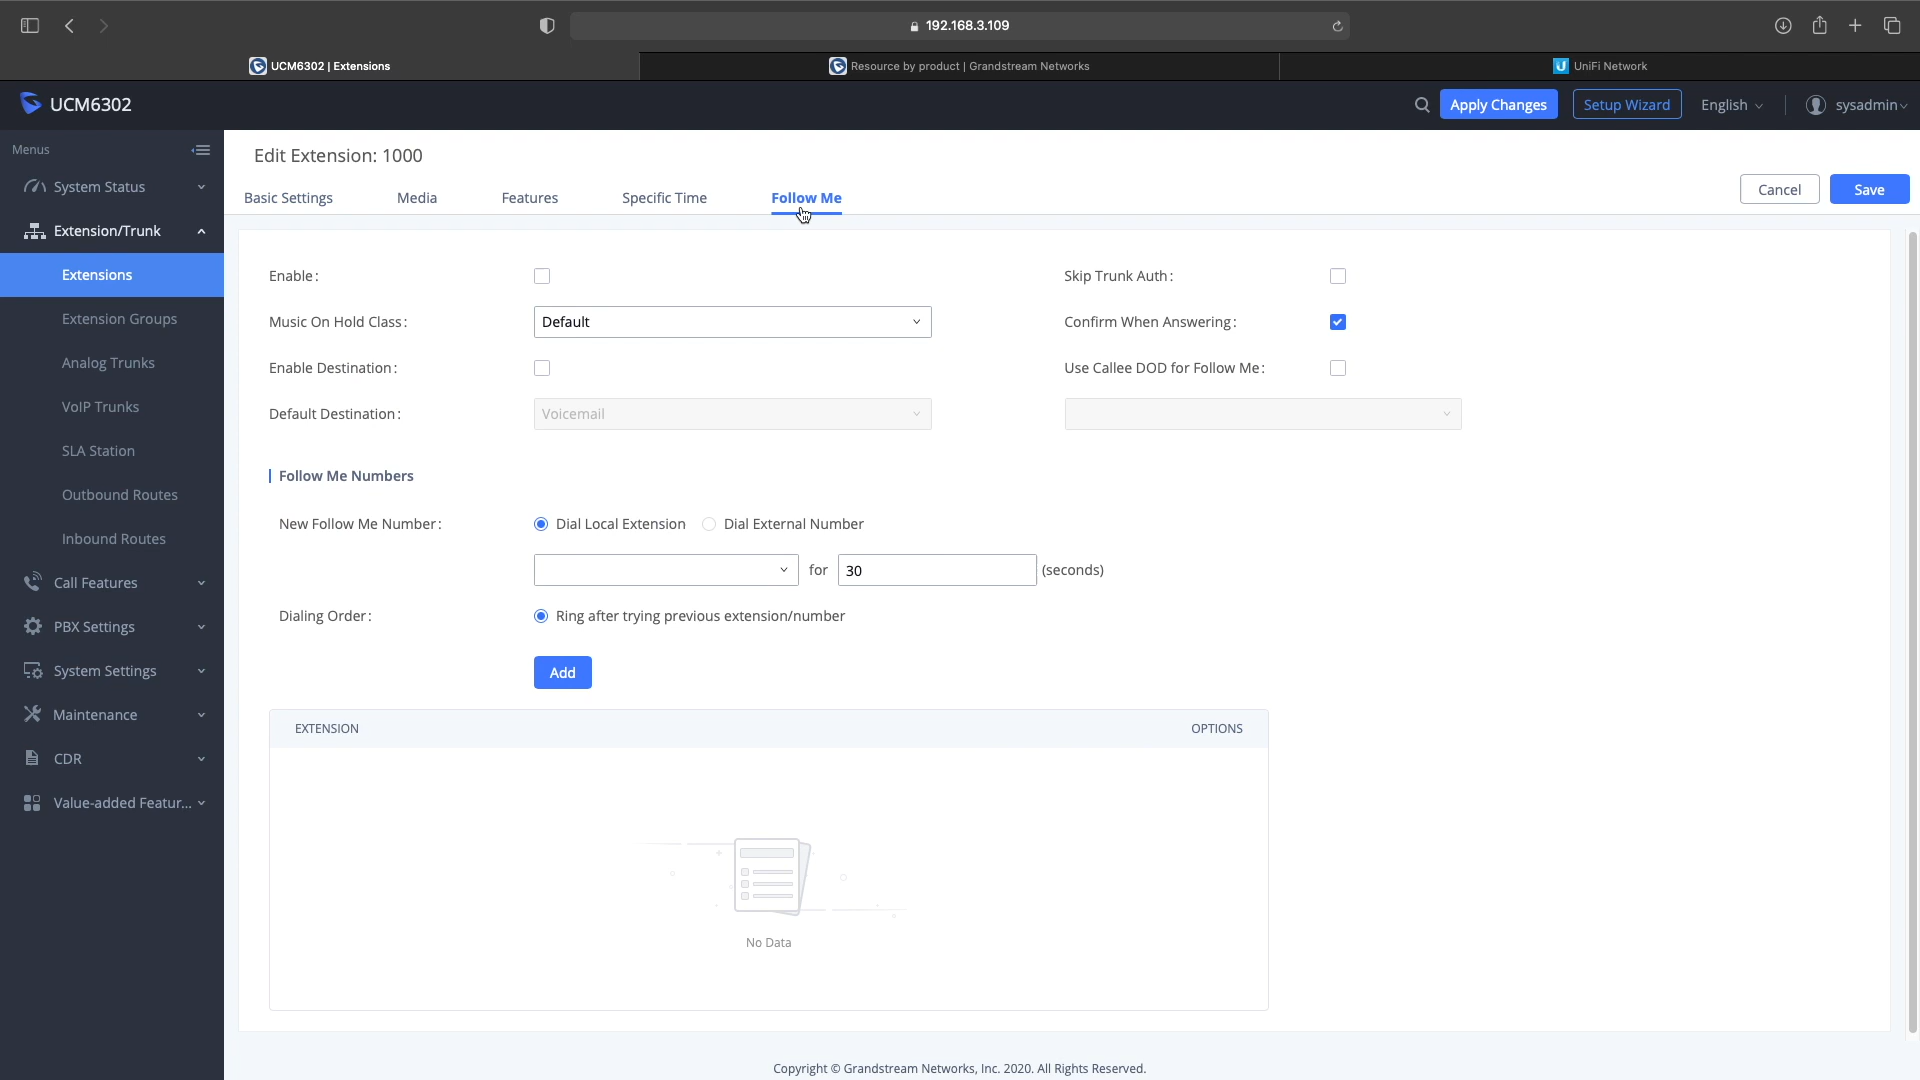 192.168.3.109
UCM6302 | Extensions
Resource by product | Grandstream Networks
UniFi Network
UCM6302
Apply Changes
Setup Wizard
English
sysadmin
Menus
System Status
Extension/Trunk
Extensions
Extension Groups
Analog Trunks
VoIP Trunks
SLA Station
Outbound Routes
Inbound Routes
Call Features
PBX Settings
System Settings
Maintenance
CDR
Value-added Featur...
Edit Extension: 1000
Basic Settings
Media
Features
Specific Time
Follow Me
Cancel
Save
Enable:
Skip Trunk Auth:
Music On Hold Class:
Default
Confirm When Answering:
Enable Destination:
Use Callee DOD for Follow Me:
Default Destination:
Voicemail
Follow Me Numbers
New Follow Me Number:
Dial Local Extension
Dial External Number
for
30
(seconds)
Dialing Order:
Ring after trying previous extension/number
Add
EXTENSION
OPTIONS
No Data
Copyright © Grandstream Networks, Inc. 2020. All Rights Reserved.